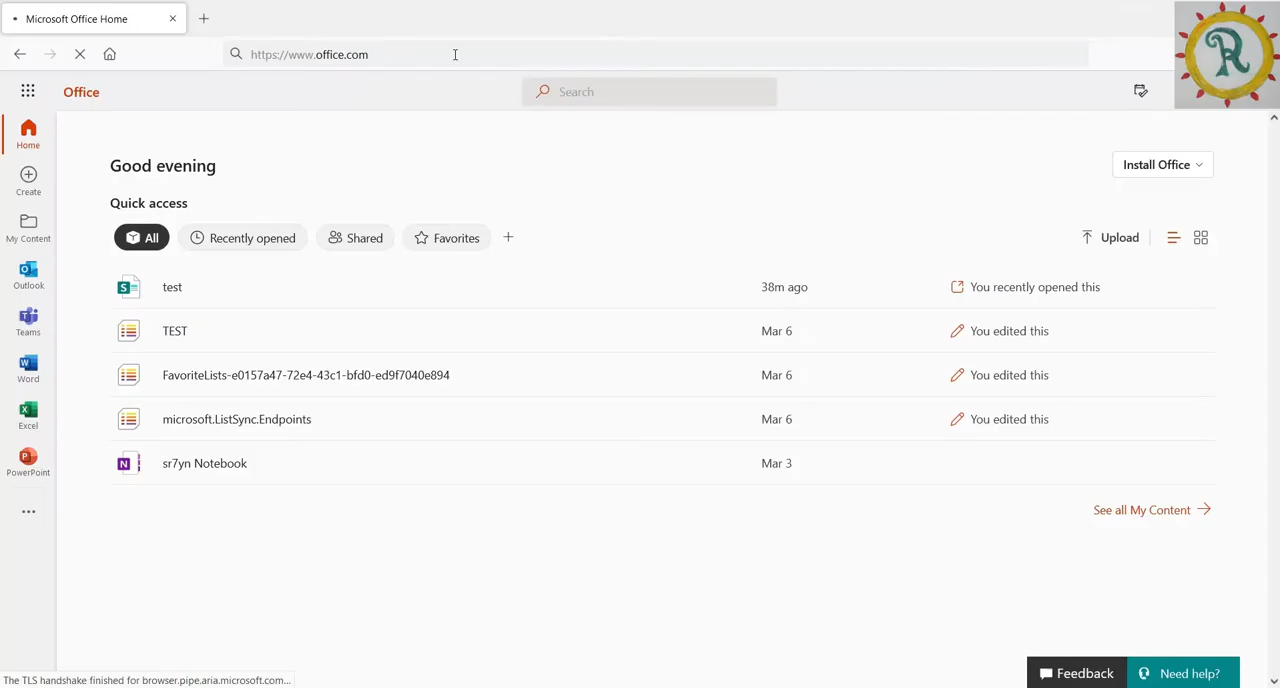 Microsoft Office Home
https://www.office.com
R
Office
Search
Home
Create
My Content
Outlook
Teams
Word
Excel
PowerPoint
Good evening
Install Office
Quick access
All
Recently opened
Shared
Favorites
Upload
test 38m ago You recently opened this
TEST Mar 6 You edited this
FavoriteLists-e0157a47-72e4-43c1-bfd0-ed9f7040e894 Mar 6 You edited this
microsoft.ListSync.Endpoints Mar 6 You edited this
sr7yn Notebook Mar 3
See all My Content
Feedback
Need help?
The TLS handshake finished for browser.pipe.aria.microsoft.com...